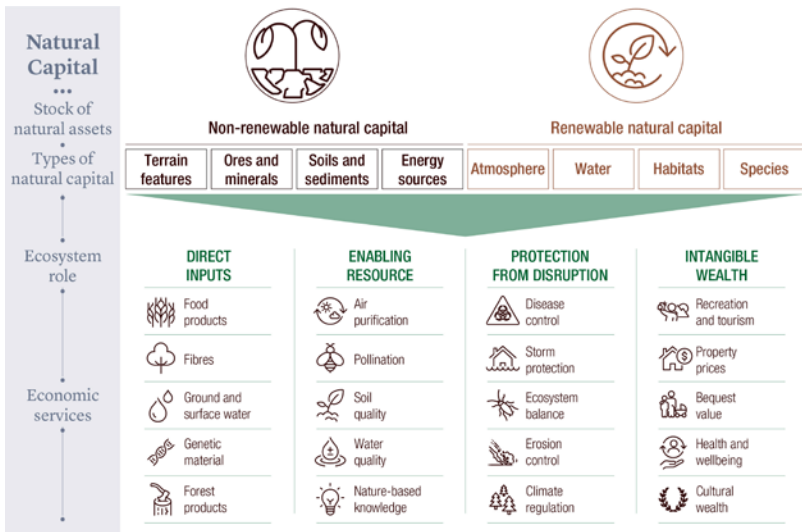 Natural
Capital
Stock of
natural assets
Types of
natural capital
Ecosystem
role
Economic
services
Non-renewable natural capital
Renewable natural capital
Terrain
features
Ores and
minerals
Soils and
sediments
Energy
sources
Atmosphere
Water
Habitats
Species
DIRECT
INPUTS
Food
products
Fibres
Ground and
surface water
Genetic
material
Forest
products
ENABLING
RESOURCE
Air
purification
Pollination
Soil
quality
Water
quality
Nature-based
knowledge
PROTECTION
FROM DISRUPTION
Disease
control
Storm
protection
Ecosystem
balance
Erosion
control
Climate
regulation
INTANGIBLE
WEALTH
Recreation
and tourism
Property
prices
Bequest
value
Health and
wellbeing
Cultural
wealth